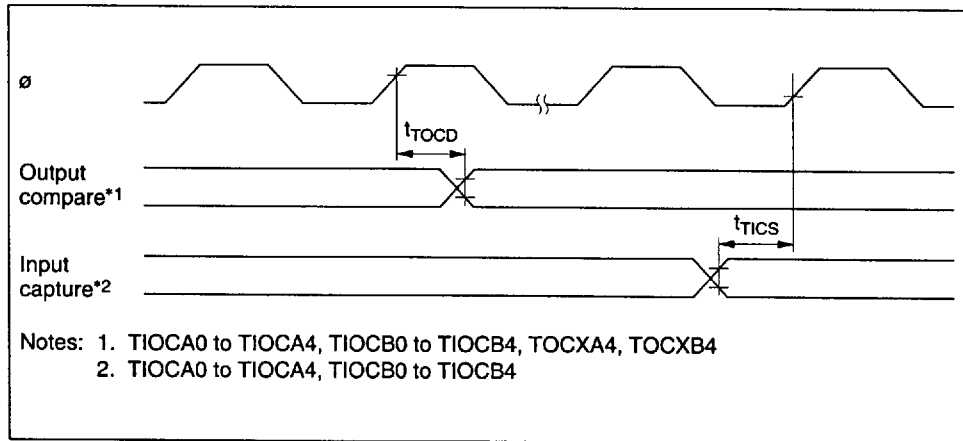 ø
tTOCD
Output
compare*1
tTICS
Input
capture*2
Notes: 1. TIOCA0 to TIOCA4, TIOCB0 to TIOCB4, TOCXA4, TOCXB4
2. TIOCA0 to TIOCA4, TIOCB0 to TIOCB4